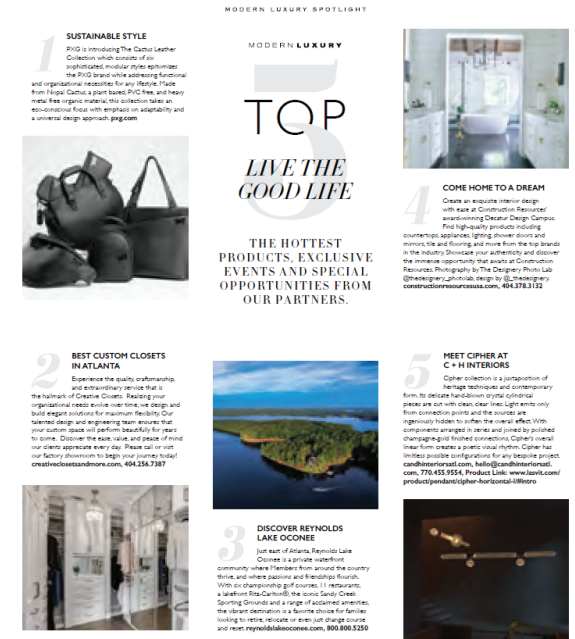 MODERN LUXURY SPOTLIGHT
1
SUSTAINABLE STYLE
PXG is introducing The Cactus Leather
Collection which consists of six
sophisticated, modular styles epitomizes
the PXG brand while addressing functional
and organizational necessities for any lifestyle. Made
from Nopal Cactus, a plant based, PVC free, and heavy
metal free organic material, this collection takes an
eco-conscious focus with emphasis on adaptability and
a universal design approach. pxg.com
2
BEST CUSTOM CLOSETS
IN ATLANTA
Experience the quality, craftsmanship,
and extraordinary service that is
the hallmark of Creative Closets. Realizing your
organizational needs evolve over time, we design and
build elegant solutions for maximum flexibility. Our
talented design and engineering team ensures that
your custom space will perform beautifully for years
to come. Discover the ease, value, and peace of mind
our clients appreciate every day. Please call or visit
our factory showroom to begin your journey today!
creativeclosetsandmore.com, 404.256.7387
MODERN LUXURY
5
TOP
LIVE THE
GOOD LIFE
THE HOTTEST
PRODUCTS, EXCLUSIVE
EVENTS AND SPECIAL
OPPORTUNITIES FROM
OUR PARTNERS.
3
DISCOVER REYNOLDS
LAKE OCONEE
Just east of Atlanta, Reynolds Lake
Oconee is a private waterfront
community where Members from around the country
thrive, and where passions and friendships flourish.
With six championship golf courses, 11 restaurants,
a lakefront Ritz-Carlton®, the iconic Sandy Creek
Sporting Grounds and a range of acclaimed amenities,
the vibrant destination is a favorite choice for families
looking to retire, relocate or even just change course
and reset. reynoldslakeoconee.com, 800.800.5250
4
COME HOME TO A DREAM
Create an exquisite interior design
with ease at Construction Resources'
award-winning Decatur Design Campus.
Find high-quality products including
countertops, appliances, lighting, shower doors and
mirrors, tile and flooring, and more from the top brands
in the industry. Showcase your authenticity and discover
the immense opportunity that awaits at Construction
Resources. Photography by The Designery Photo Lab
@thedesignery_photolab, design by @_thedesignery.
constructionresourcesusa.com, 404.378.3132
5
MEET CIPHER AT
C + H INTERIORS
Cipher collection is a juxtaposition of
heritage techniques and contemporary
form. Its delicate hand-blown crystal cylindrical
pieces are cut with clean, clear lines. Light emits only
from connection points and the sources are
ingeniously hidden to soften the overall effect. With
components arranged in series and joined by polished
champagne-gold finished connections, Cipher's overall
linear form creates a poetic visual rhythm. Cipher has
limitless possible configurations for any bespoke project.
candhinteriorsatl.com, hello@candhinteriorsatl.
com, 770.455.9554, Product Link: www.lasvit.com/
product/pendant/cipher-horizontal-l/#intro